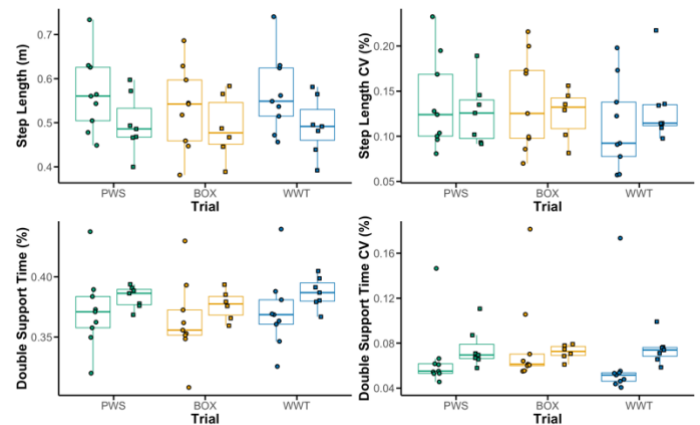 Step Length (m)
0.7
0.6
0.5
0.4
PWS BOX WWT
Trial
Step Length CV (%)
0.20
0.15
0.10
0.05
PWS BOX WWT
Trial
Double Support Time (%)
0.40
0.35
PWS BOX WWT
Trial
Double Support Time CV (%)
0.16
0.12
0.08
0.04
PWS BOX WWT
Trial